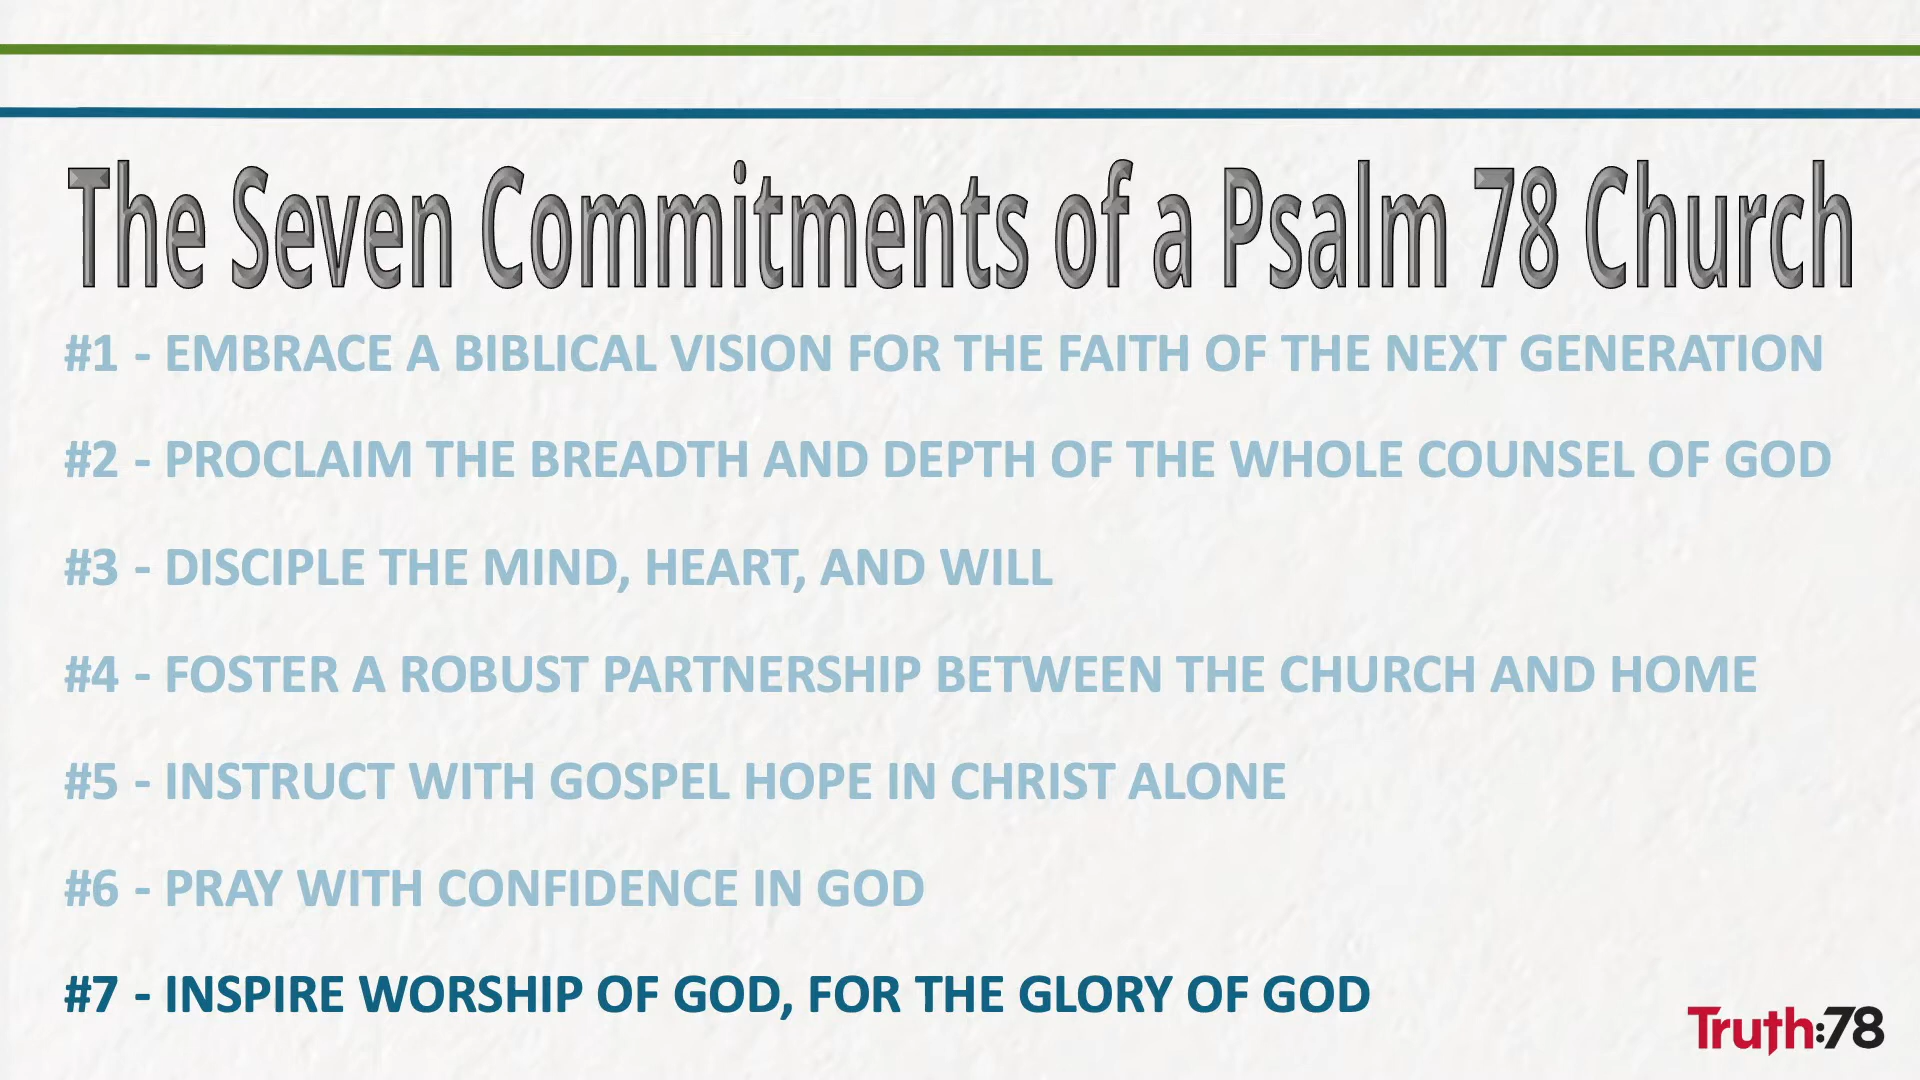 The Seven Commitments of a Psalm 78 Church
#1 - EMBRACE A BIBLICAL VISION FOR THE FAITH OF THE NEXT GENERATION
#2 - PROCLAIM THE BREADTH AND DEPTH OF THE WHOLE COUNSEL OF GOD
#3 - DISCIPLE THE MIND, HEART, AND WILL
#4 - FOSTER A ROBUST PARTNERSHIP BETWEEN THE CHURCH AND HOME
#5 - INSTRUCT WITH GOSPEL HOPE IN CHRIST ALONE
#6 - PRAY WITH CONFIDENCE IN GOD
#7 - INSPIRE WORSHIP OF GOD, FOR THE GLORY OF GOD
Truth:78